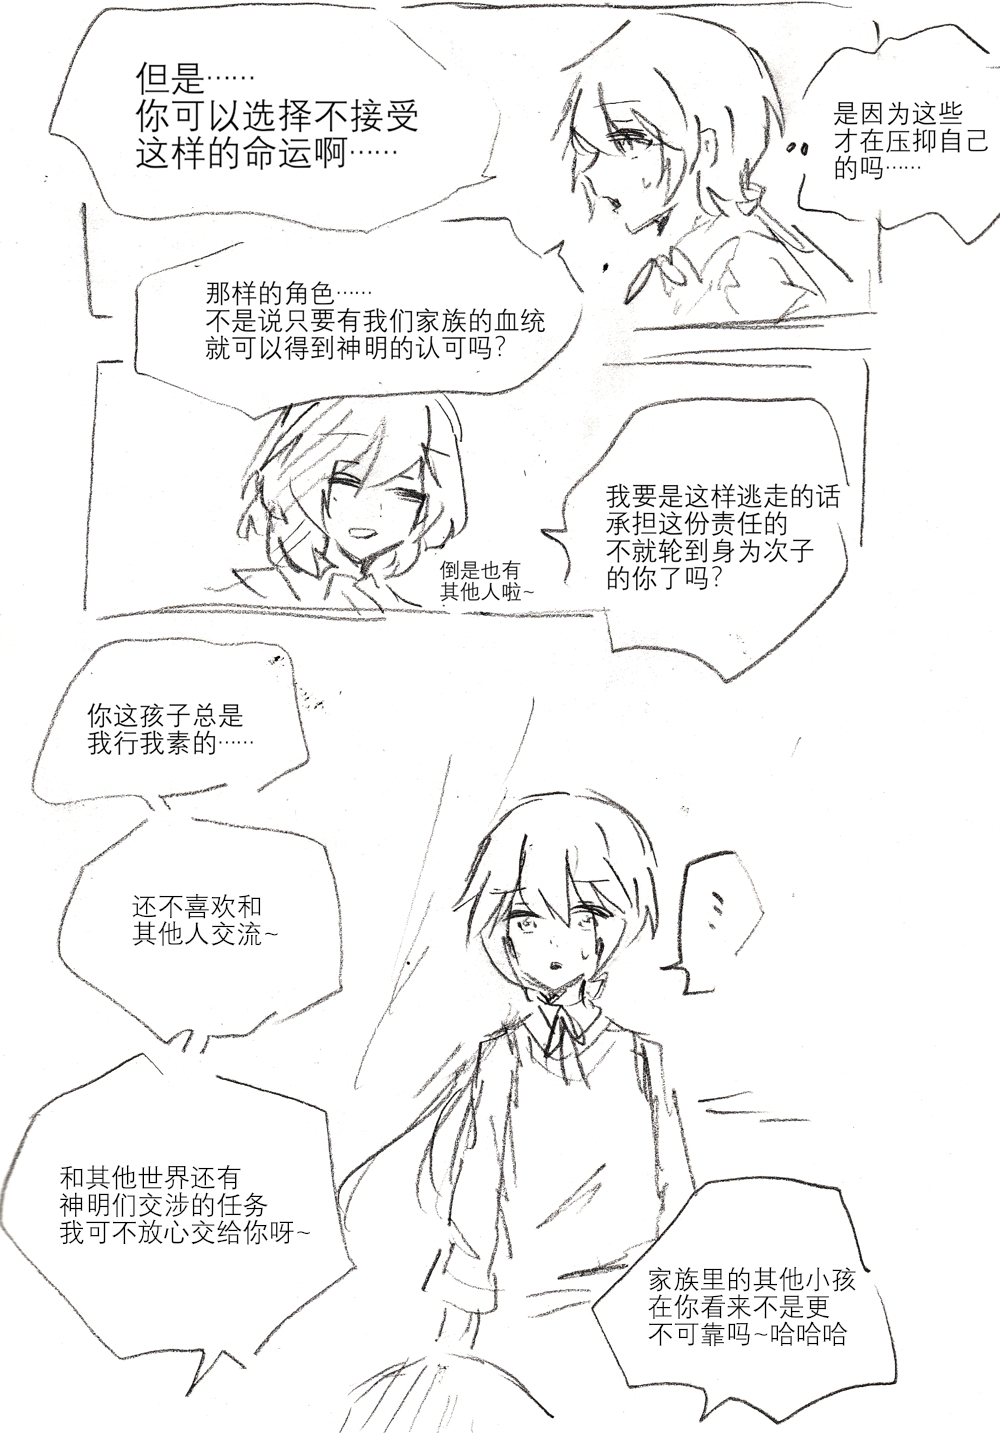 是因为这些
才在压抑自己
的吗……
但是……
你可以选择不接受
这样的命运啊……
那样的角色……
不是说只要有我们家族的血统
就可以得到神明的认可吗?
我要是这样逃走的话
承担这份责任的
不就轮到身为次子
的你了吗?
倒是也有
其他人啦~
你这孩子总是
我行我素的……
还不喜欢和
其他人交流~
和其他世界还有
神明们交涉的任务
我可不放心交给你呀~
家族里的其他小孩
在你看来不是更
不可靠吗~哈哈哈